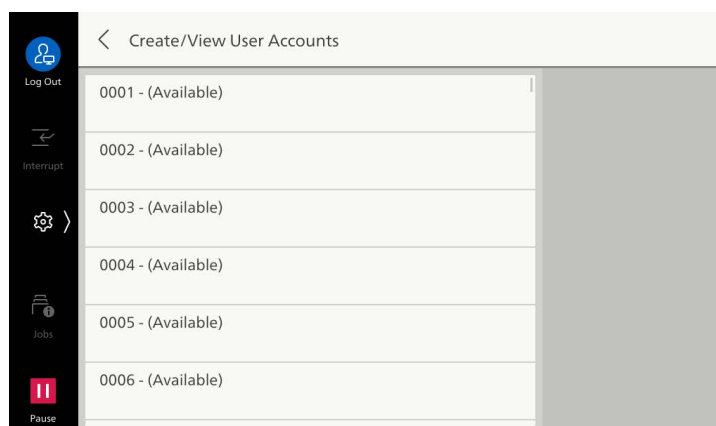 Create/View User Accounts
Log Out
Interrupt
Jobs
Pause
0001 - (Available)
0002 - (Available)
0003 - (Available)
0004 - (Available)
0005 - (Available)
0006 - (Available)